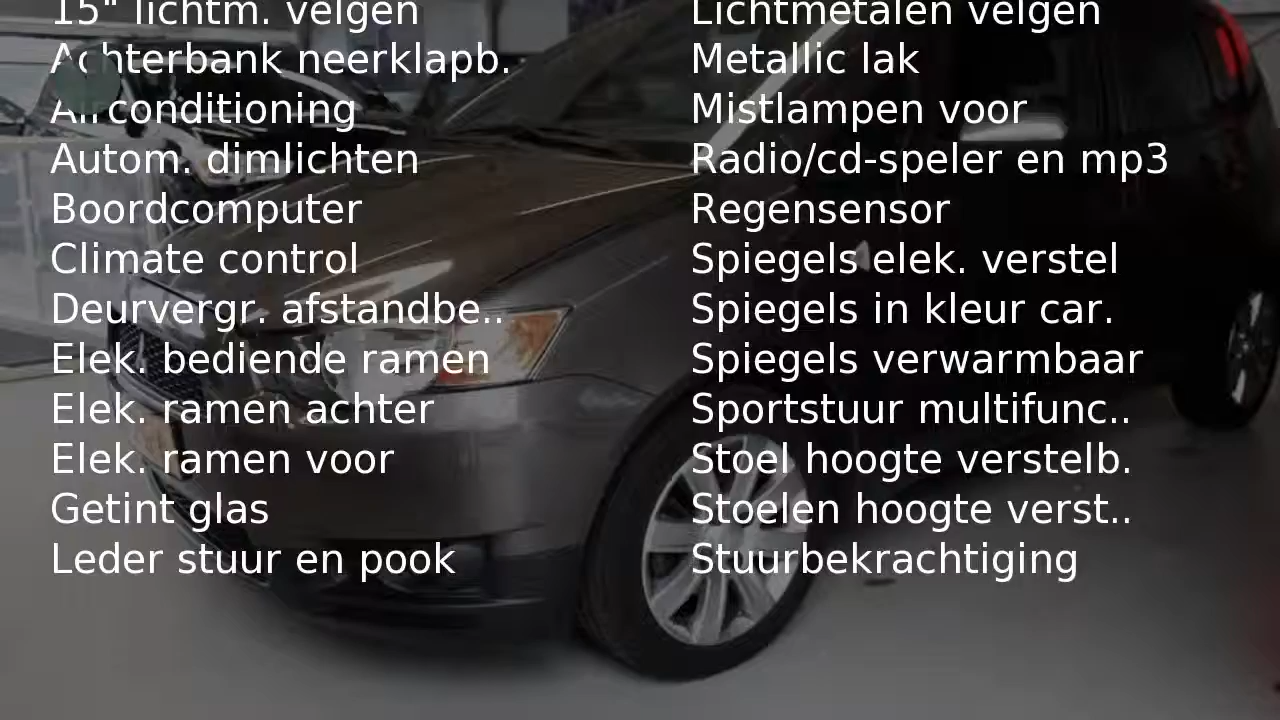 15" lichtm. velgen
Achterbank neerklapb.
Airconditioning
Autom. dimlichten
Boordcomputer
Climate control
Deurvergr. afstandbe..
Elek. bediende ramen
Elek. ramen achter
Elek. ramen voor
Getint glas
Leder stuur en pook
Lichtmetalen velgen
Metallic lak
Mistlampen voor
Radio/cd-speler en mp3
Regensensor
Spiegels elek. verstel
Spiegels in kleur car.
Spiegels verwarmbaar
Sportstuur multifunc..
Stoel hoogte verstelb.
Stoelen hoogte verst..
Stuurbekrachtiging